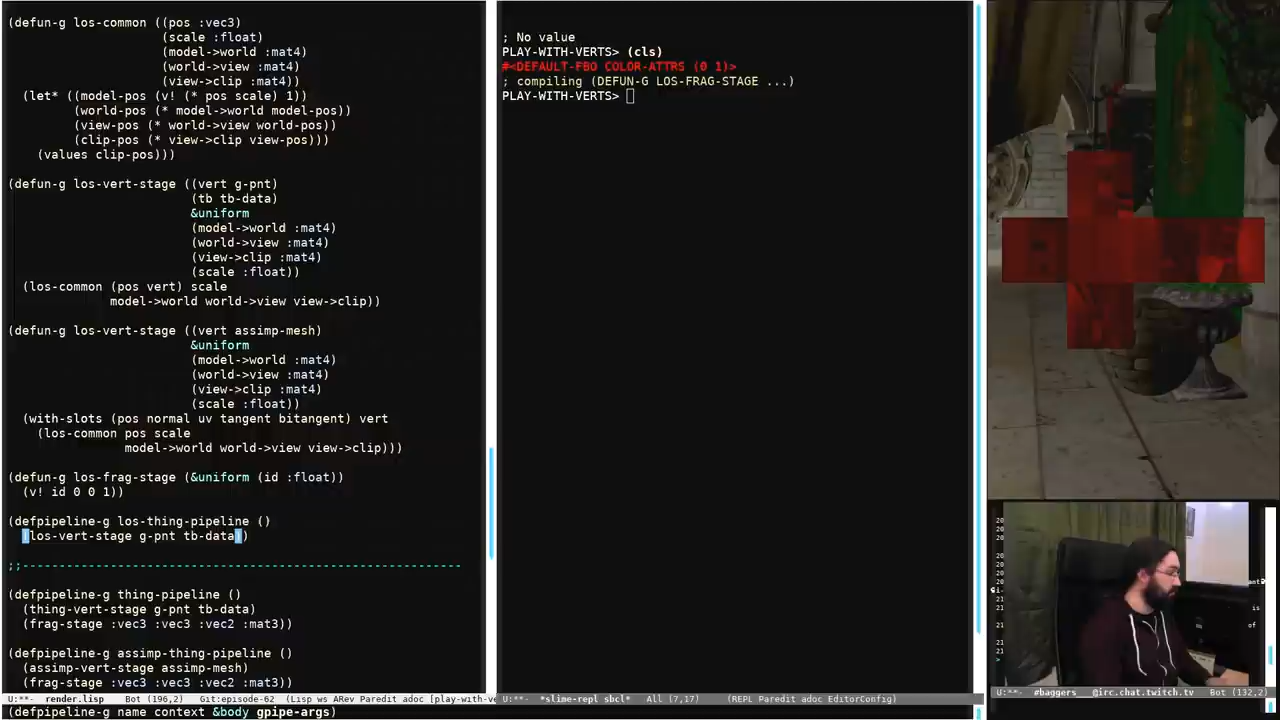 (defun-g los-common ((pos :vec3)
(scale :float)
(model->world :mat4)
(world->view :mat4)
(view->clip :mat4))
(let* ((model-pos (v! (* pos scale) 1))
(world-pos (* model->world model-pos))
(view-pos (* world->view world-pos))
(clip-pos (* view->clip view-pos)))
(values clip-pos)))
(defun-g los-vert-stage ((vert g-pnt)
(tb tb-data)
&uniform
(model->world :mat4)
(world->view :mat4)
(view->clip :mat4)
(scale :float))
(los-common (pos vert) scale
model->world world->view view->clip))
(defun-g los-vert-stage ((vert assimp-mesh)
&uniform
(model->world :mat4)
(world->view :mat4)
(view->clip :mat4)
(scale :float))
(with-slots (pos normal uv tangent bitangent) vert
(los-common pos scale
model->world world->view view->clip)))
(defun-g los-frag-stage (&uniform (id :float))
(v! id 0 0 1))
(defpipeline-g los-thing-pipeline ()
(los-vert-stage g-pnt tb-data))
;;------------------------------------------------------------
(defpipeline-g thing-pipeline ()
(thing-vert-stage g-pnt tb-data)
(frag-stage :vec3 :vec3 :vec2 :mat3))
(defpipeline-g assimp-thing-pipeline ()
(assimp-vert-stage assimp-mesh)
(frag-stage :vec3 :vec3 :vec2 :mat3))
U:**- render.lisp Bot (196,2) Git:episode-62 (Lisp ws ARev Paredit adoc [play-with-ve
(defpipeline-g name context &body gpipe-args)
; No value
PLAY-WITH-VERTS> (cls)
#<DEFAULT-FBO COLOR-ATTRS (0 1)>
; compiling (DEFUN-G LOS-FRAG-STAGE ...)
PLAY-WITH-VERTS>
U:**- *slime-repl sbcl* All (7,17) (REPL Paredit adoc EditorConfig)
is
of
U:**- #baggers @irc.chat.twitch.tv Bot (132,2)